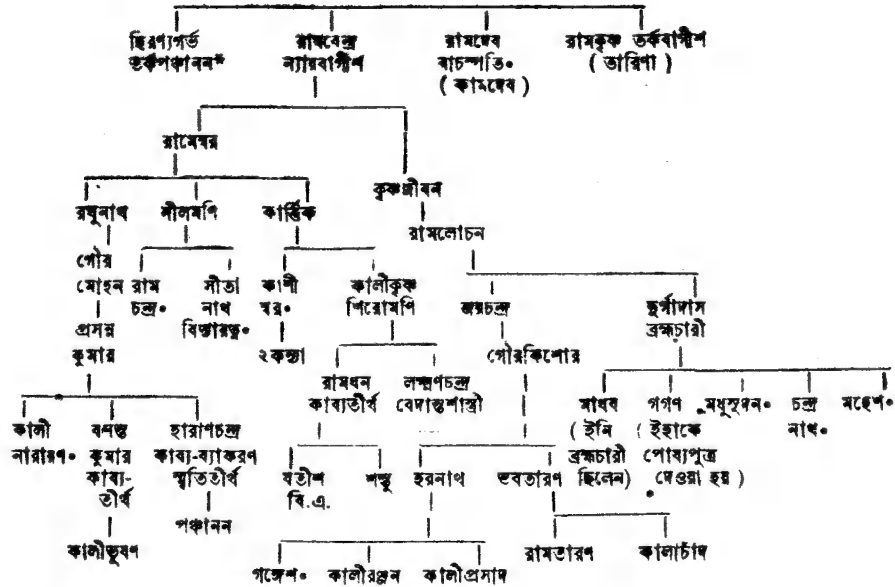 হিরণ্যগর্ভ রাঘবেন্দ্র রামদেব রামকৃষ্ণ তর্কবাগীশ
তর্কপঞ্চানন* ন্যায়বাগীশ বাচস্পতি* ( তারিণী )
( কামদেব )
রামেশ্বর
কৃষ্ণজীবন
রঘুনাথ নীলমণি কার্ত্তিক
রামলোচন
গৌর
মোহন রাম সীতা কাশী কালীকৃষ্ণ
চন্দ্র* নাথ শ্বর* শিরোমণি জয়চন্দ্র দুর্গাদাস
বিদ্যারত্ন* ব্রহ্মচারী
প্রসন্ন
কুমার ২কন্যা গৌরকিশোর
রামধন লক্ষ্মণচন্দ্র
কাব্যতীর্থ বেদান্তশাস্ত্রী
মাধব গগণ মধুসূদন* চন্দ্র মহেশ*
কালী বসন্ত হারাণচন্দ্র ( ইনি ( ইহাকে নাথ*
নারায়ণ* কুমার কাব্য-ব্যাকরণ ব্রহ্মচারী পোষ্যপুত্র
কাব্য- স্মৃতিতীর্থ যতীশ শম্ভু হরনাথ ভবতারণ ছিলেন) দেওয়া হয় )
তীর্থ বি.এ.
পঞ্চানন
কালীভূষণ রামতারণ কালাচাঁদ
গঙ্গেশ* কালীরঞ্জন কালীপ্রসাদ